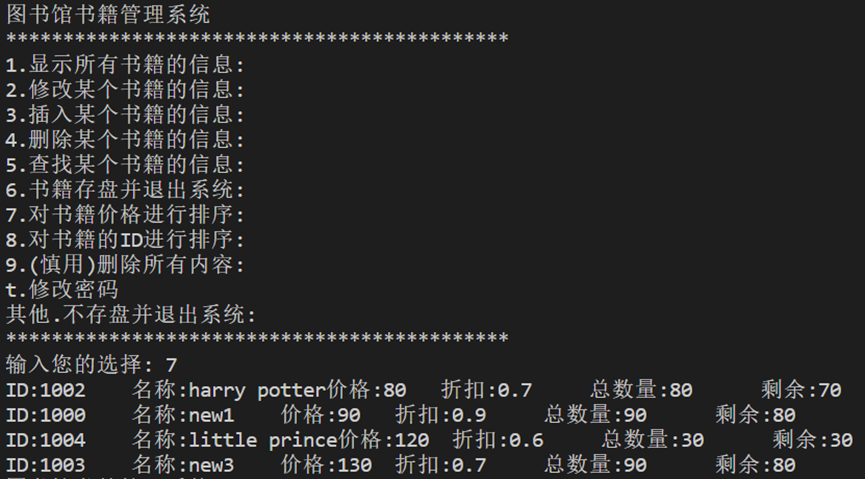 图书馆书籍管理系统
********************************************
1.显示所有书籍的信息:
2.修改某个书籍的信息:
3.插入某个书籍的信息:
4.删除某个书籍的信息:
5.查找某个书籍的信息:
6.书籍存盘并退出系统:
7.对书籍价格进行排序:
8.对书籍的ID进行排序:
9.(慎用)删除所有内容:
t.修改密码
其他.不存盘并退出系统:
********************************************
输入您的选择: 7
ID:1002 名称:harry potter价格:80 折扣:0.7 总数量:80 剩余:70
ID:1000 名称:new1 价格:90 折扣:0.9 总数量:90 剩余:80
ID:1004 名称:little prince价格:120 折扣:0.6 总数量:30 剩余:30
ID:1003 名称:new3 价格:130 折扣:0.7 总数量:90 剩余:80